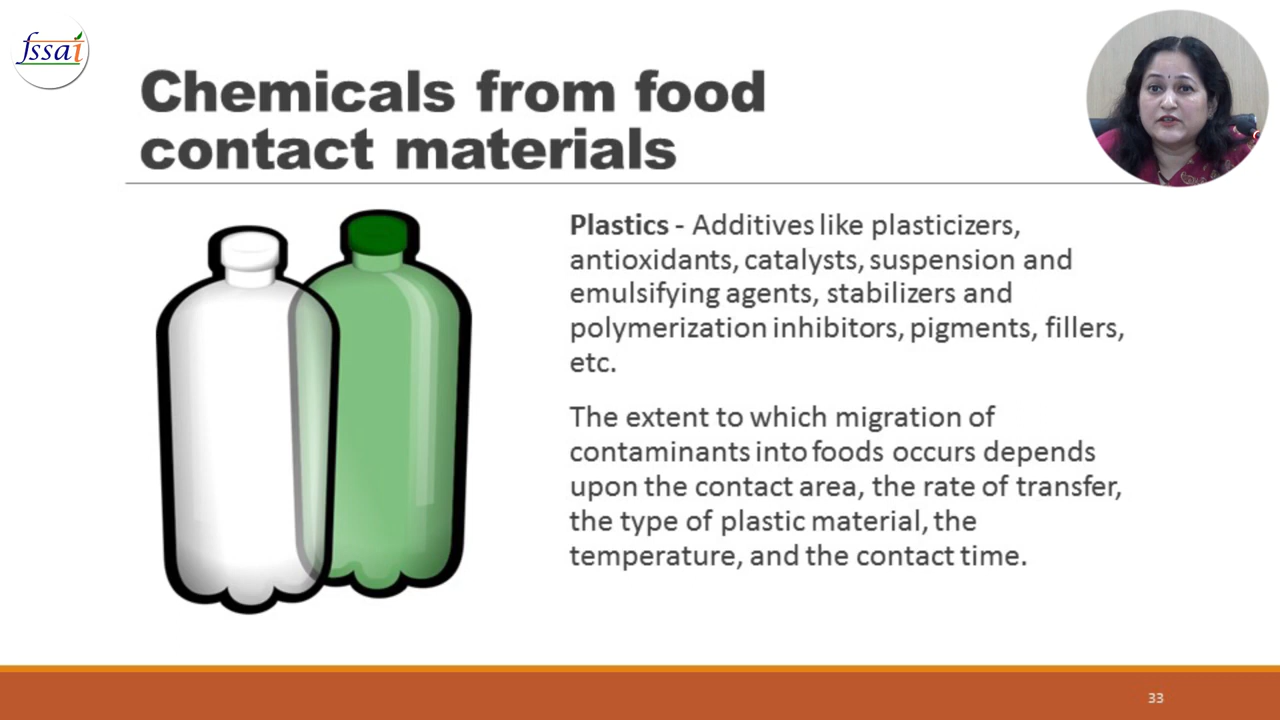 fssai
Chemicals from food
contact materials
Plastics - Additives like plasticizers,
antioxidants, catalysts, suspension and
emulsifying agents, stabilizers and
polymerization inhibitors, pigments, fillers,
etc.
The extent to which migration of
contaminants into foods occurs depends
upon the contact area, the rate of transfer,
the type of plastic material, the
temperature, and the contact time.
33